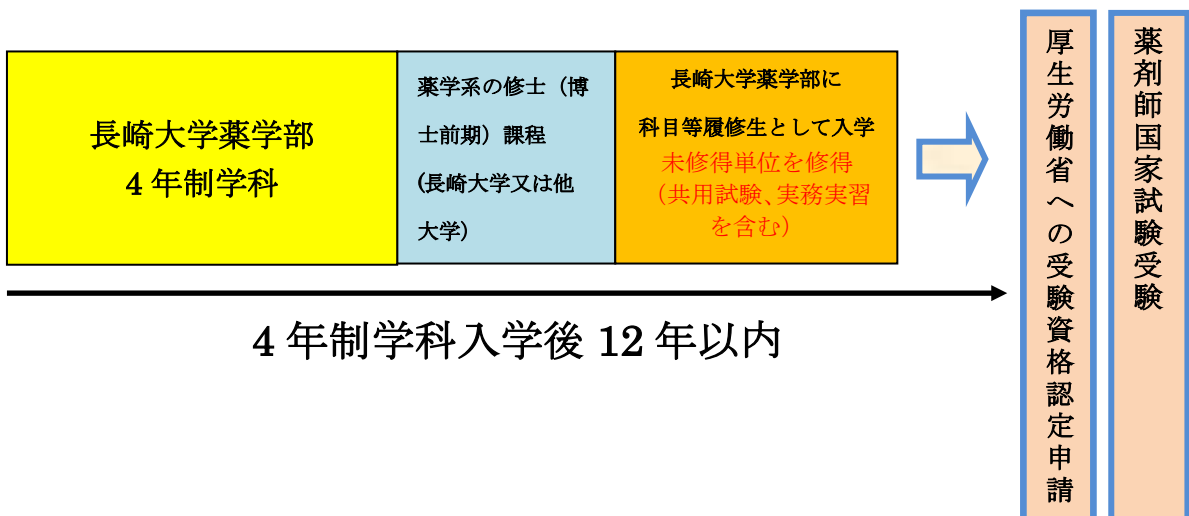 長崎大学薬学部
4 年制学科
薬学系の修士（博
士前期）課程
(長崎大学又は他
大学)
長崎大学薬学部に
科目等履修生として入学
未修得単位を修得
（共用試験、実務実習
を含む）
4 年制学科入学後 12 年以内
厚生労働省への受験資格認定申請
薬剤師国家試験受験